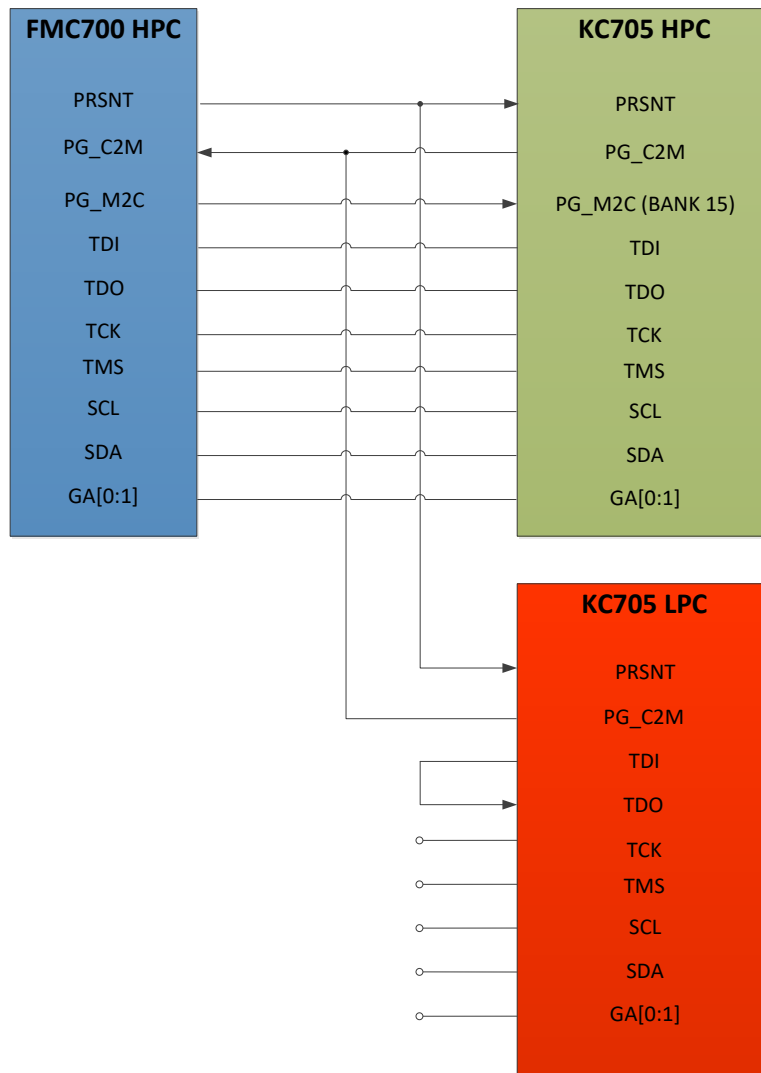 FMC700 HPC
PRSNT
PG_C2M
PG_M2C
TDI
TDO
TCK
TMS
SCL
SDA
GA[0:1]
KC705 HPC
PRSNT
PG_C2M
PG_M2C (BANK 15)
TDI
TDO
TCK
TMS
SCL
SDA
GA[0:1]
KC705 LPC
PRSNT
PG_C2M
TDI
TDO
TCK
TMS
SCL
SDA
GA[0:1]